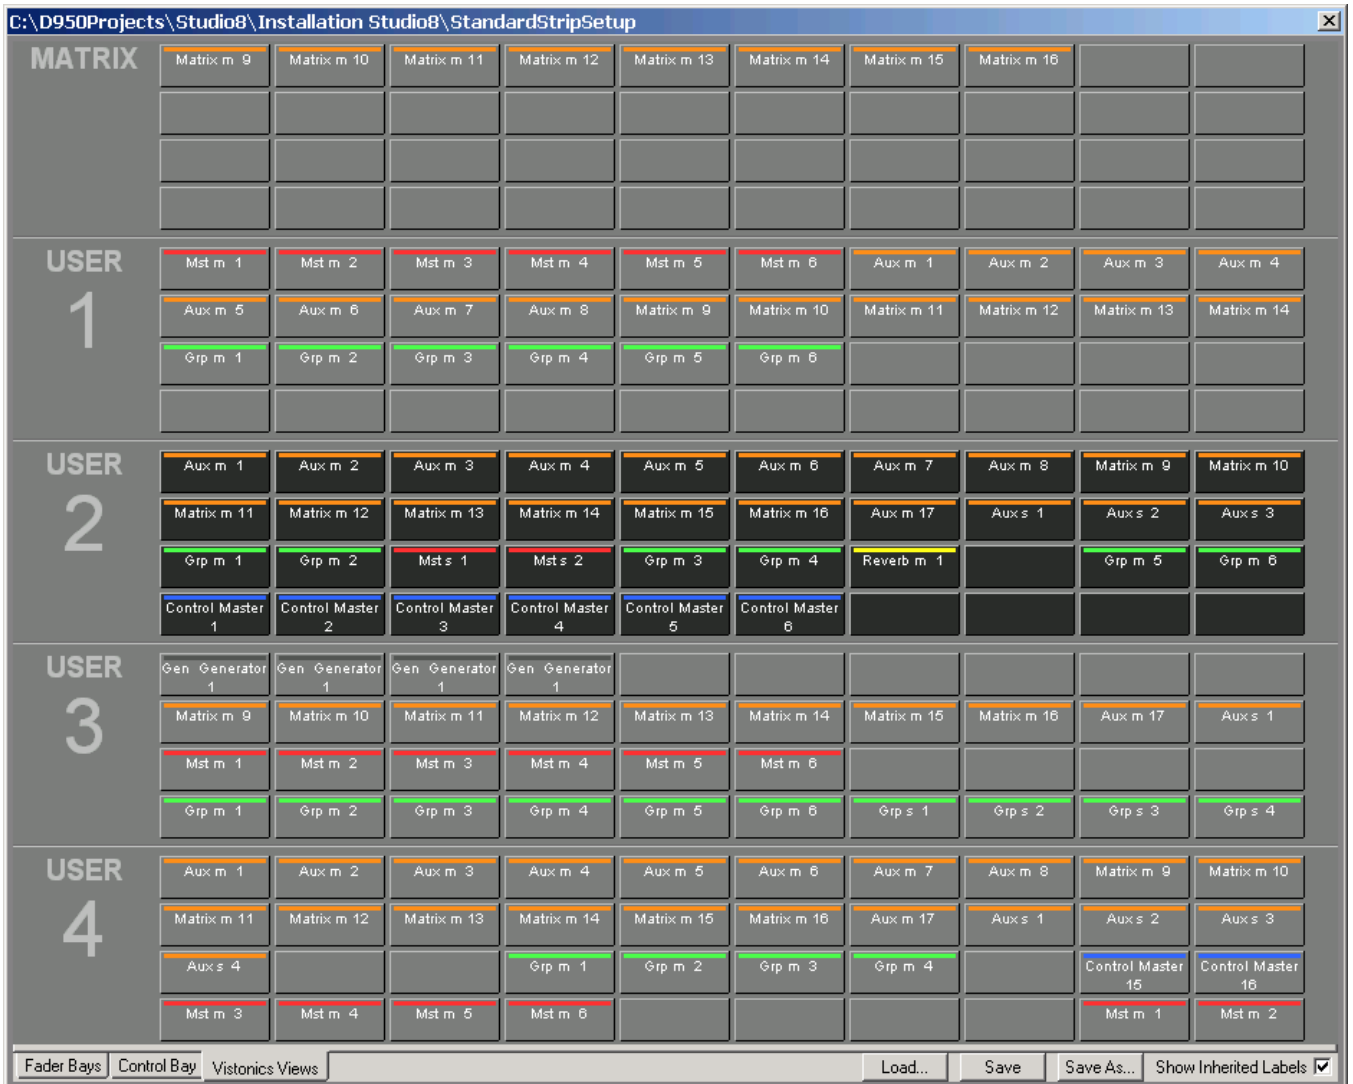 C:\D950Projects\Studio8\Installation Studio8\StandardStripSetup
MATRIX Matrix m 9 Matrix m 10 Matrix m 11 Matrix m 12 Matrix m 13 Matrix m 14 Matrix m 15 Matrix m 16
USER 1 Mst m 1 Mst m 2 Mst m 3 Mst m 4 Mst m 5 Mst m 6 Aux m 1 Aux m 2 Aux m 3 Aux m 4
Aux m 5 Aux m 6 Aux m 7 Aux m 8 Matrix m 9 Matrix m 10 Matrix m 11 Matrix m 12 Matrix m 13 Matrix m 14
Grp m 1 Grp m 2 Grp m 3 Grp m 4 Grp m 5 Grp m 6
USER 2 Aux m 1 Aux m 2 Aux m 3 Aux m 4 Aux m 5 Aux m 6 Aux m 7 Aux m 8 Matrix m 9 Matrix m 10
Matrix m 11 Matrix m 12 Matrix m 13 Matrix m 14 Matrix m 15 Matrix m 16 Aux m 17 Aux s 1 Aux s 2 Aux s 3
Grp m 1 Grp m 2 Mst s 1 Mst s 2 Grp m 3 Grp m 4 Reverb m 1 Grp m 5 Grp m 6
Control Master 1 Control Master 2 Control Master 3 Control Master 4 Control Master 5 Control Master 6
USER 3 Gen Generator 1 Gen Generator 1 Gen Generator 1 Gen Generator 1
Matrix m 9 Matrix m 10 Matrix m 11 Matrix m 12 Matrix m 13 Matrix m 14 Matrix m 15 Matrix m 16 Aux m 17 Aux s 1
Mst m 1 Mst m 2 Mst m 3 Mst m 4 Mst m 5 Mst m 6
Grp m 1 Grp m 2 Grp m 3 Grp m 4 Grp m 5 Grp m 6 Grp s 1 Grp s 2 Grp s 3 Grp s 4
USER 4 Aux m 1 Aux m 2 Aux m 3 Aux m 4 Aux m 5 Aux m 6 Aux m 7 Aux m 8 Matrix m 9 Matrix m 10
Matrix m 11 Matrix m 12 Matrix m 13 Matrix m 14 Matrix m 15 Matrix m 16 Aux m 17 Aux s 1 Aux s 2 Aux s 3
Aux s 4 Grp m 1 Grp m 2 Grp m 3 Grp m 4 Control Master 15 Control Master 16
Mst m 3 Mst m 4 Mst m 5 Mst m 6 Mst m 1 Mst m 2
Fader Bays Control Bay Vistonics Views Load... Save Save As... Show Inherited Labels